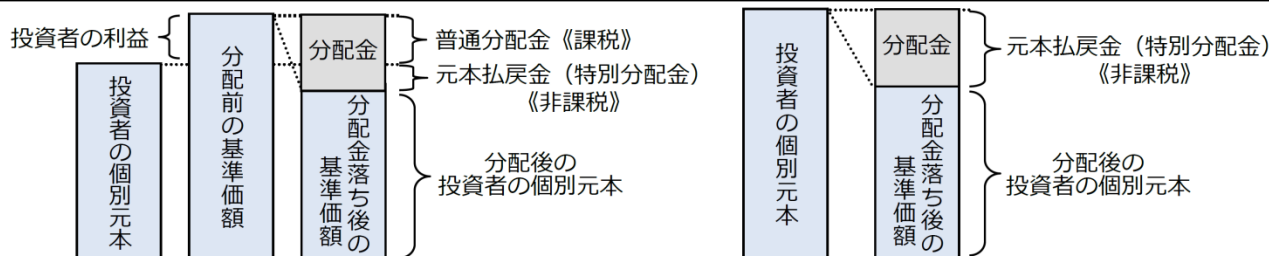 投資者の利益
投資者の個別元本
分配前の基準価額
分配金
分配金落ち後の
基準価額
普通分配金《課税》
元本払戻金（特別分配金）
《非課税》
分配後の
投資者の個別元本
投資者の個別元本
分配金
分配金落ち後の
基準価額
元本払戻金（特別分配金）
《非課税》
分配後の
投資者の個別元本